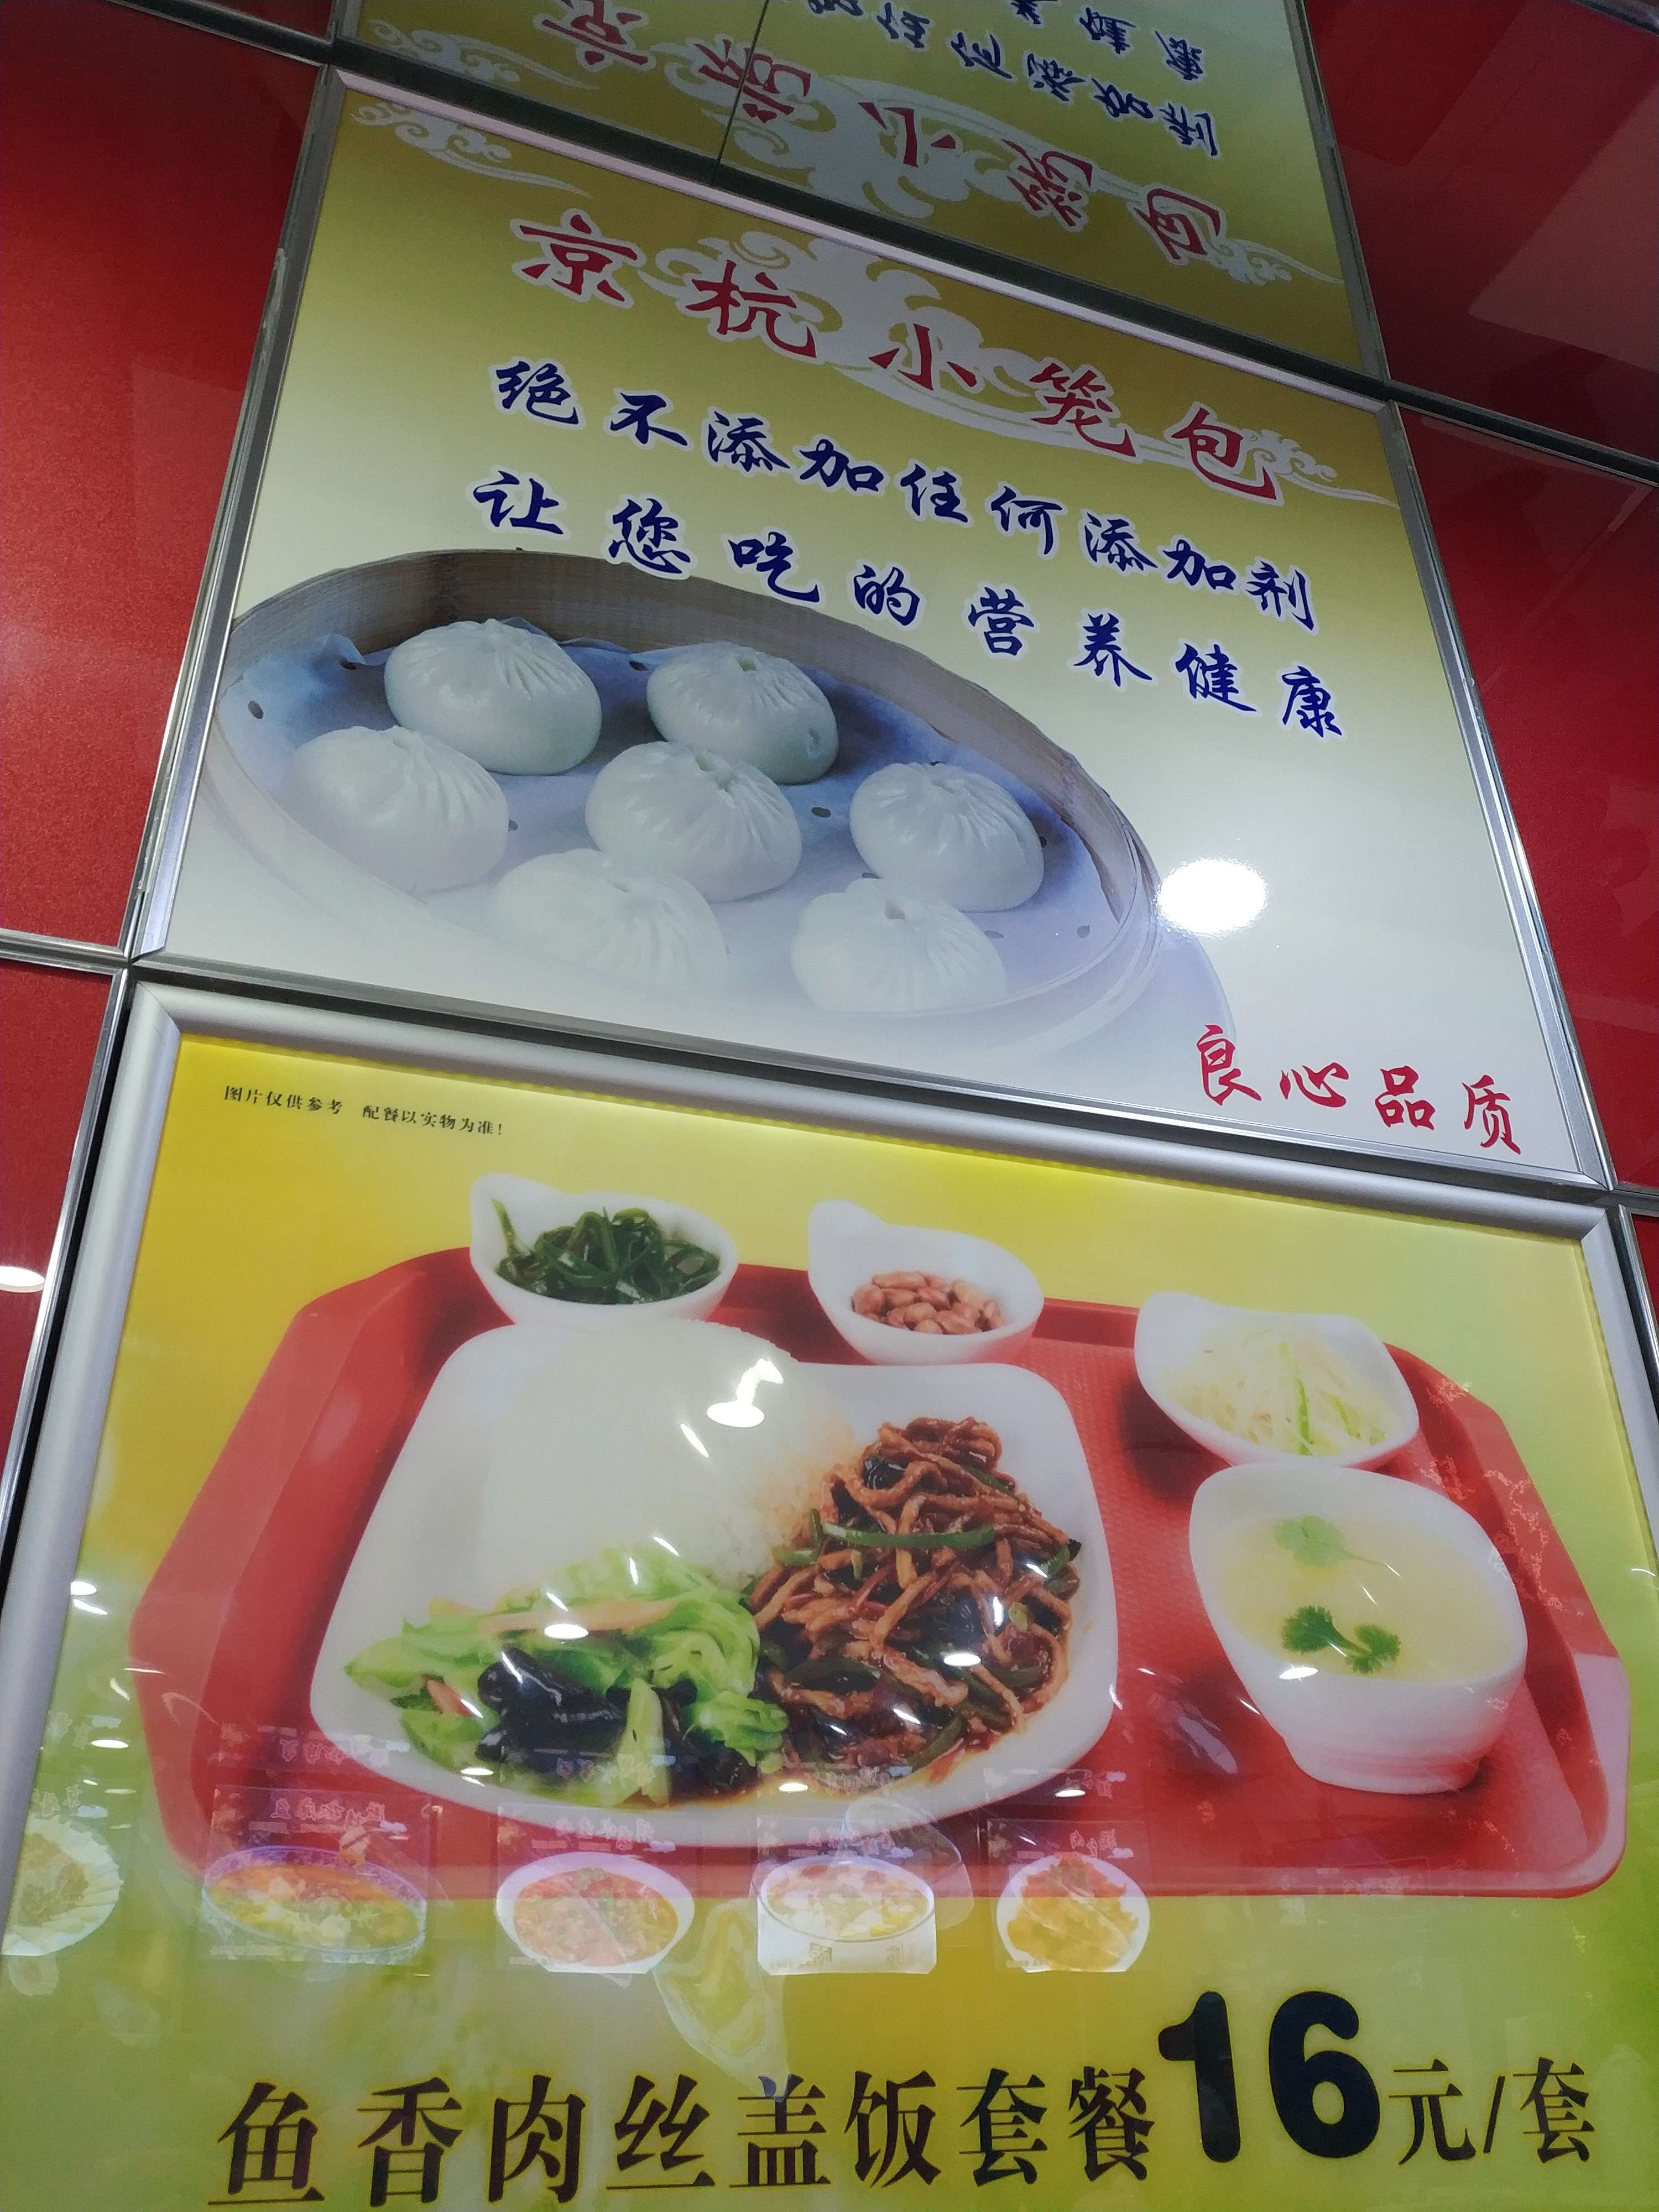 京杭小笼包
绝不添加任何添加剂
让您吃的营养健康
良心品质
图片仅供参考 配餐以实物为准!
鱼香肉丝盖饭套餐16元/套